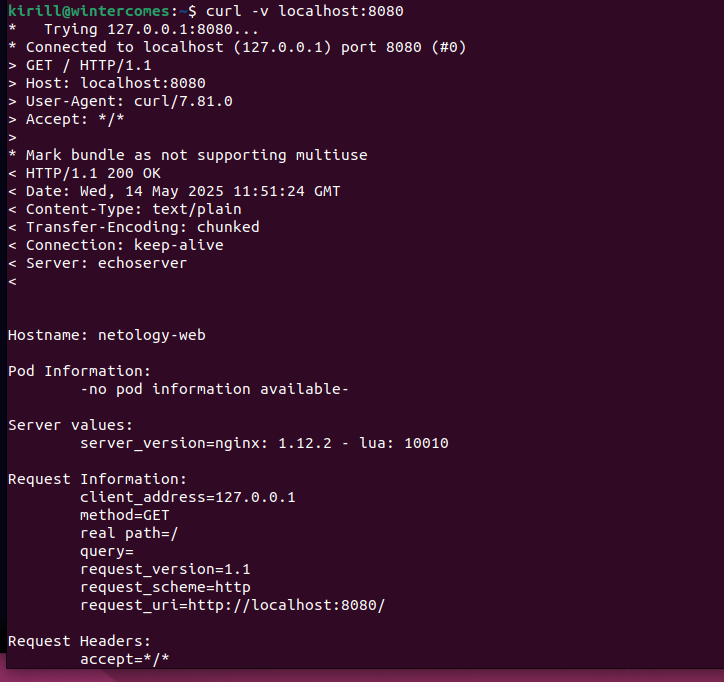 kirill@wintercomes:~$ curl -v localhost:8080
*   Trying 127.0.0.1:8080...
* Connected to localhost (127.0.0.1) port 8080 (#0)
> GET / HTTP/1.1
> Host: localhost:8080
> User-Agent: curl/7.81.0
> Accept: */*
>
* Mark bundle as not supporting multiuse
< HTTP/1.1 200 OK
< Date: Wed, 14 May 2025 11:51:24 GMT
< Content-Type: text/plain
< Transfer-Encoding: chunked
< Connection: keep-alive
< Server: echoserver
<
Hostname: netology-web
Pod Information:
-no pod information available-
Server values:
server_version=nginx: 1.12.2 - lua: 10010
Request Information:
client_address=127.0.0.1
method=GET
real path=/
query=
request_version=1.1
request_scheme=http
request_uri=http://localhost:8080/
Request Headers:
accept=*/*